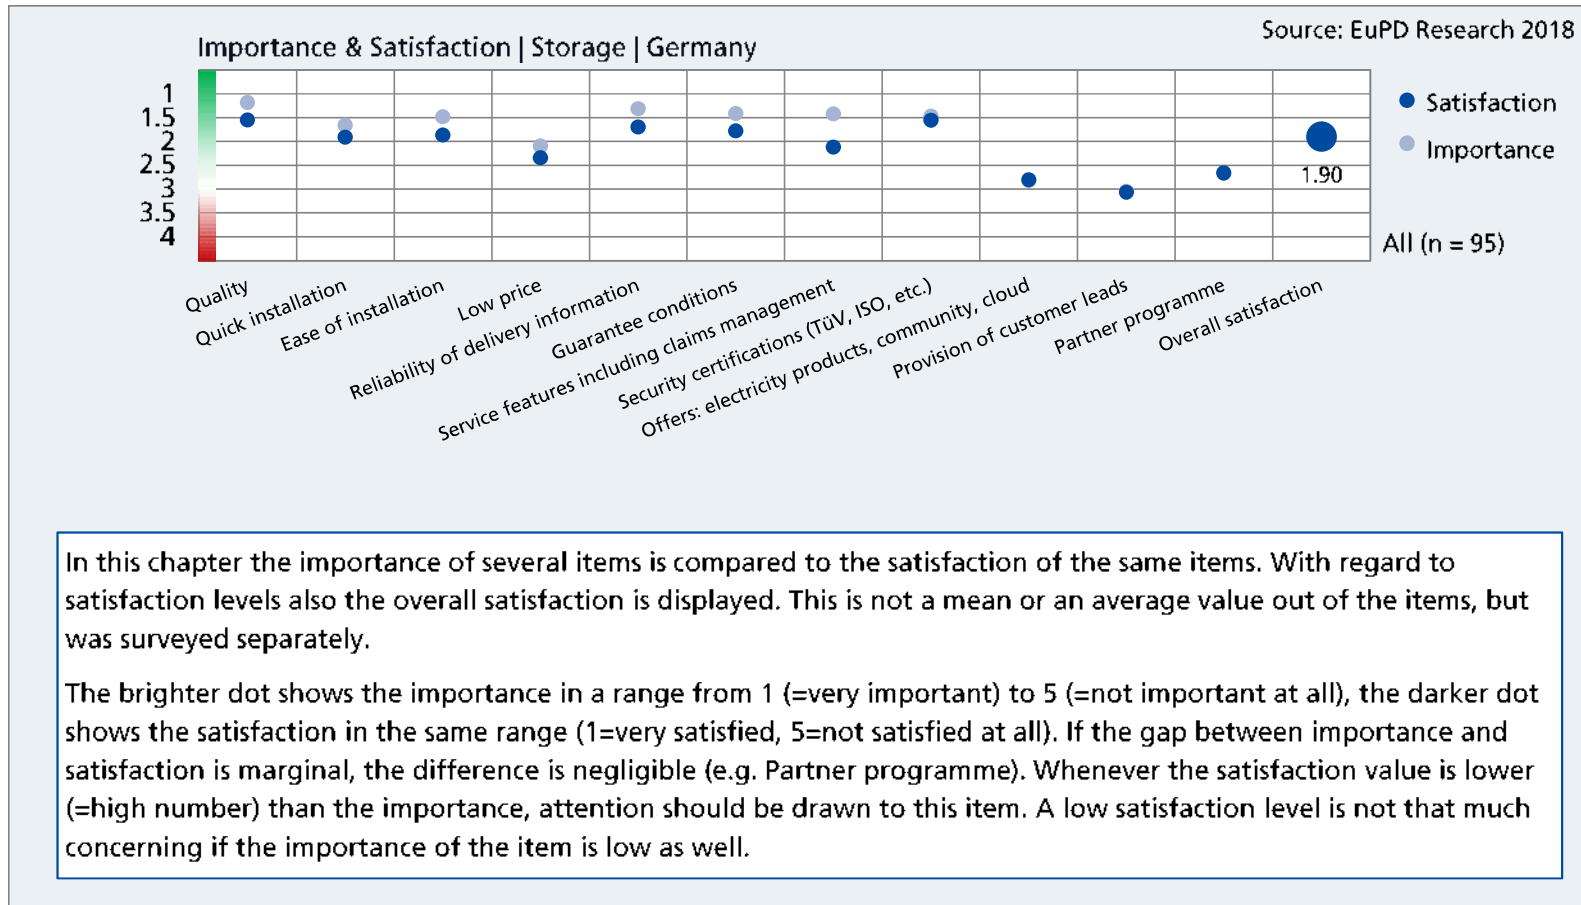 Source: EuPD Research 2018
Importance & Satisfaction | Storage | Germany
1
1.5
2
2.5
3
3.5
4
Satisfaction
Importance
1.90
All (n = 95)
Quality
Quick installation
Ease of installation
Low price
Reliability of delivery information
Guarantee conditions
Service features including claims management
Security certifications (TüV, ISO, etc.)
Offers: electricity products, community, cloud
Provision of customer leads
Partner programme
Overall satisfaction
In this chapter the importance of several items is compared to the satisfaction of the same items. With regard to
satisfaction levels also the overall satisfaction is displayed. This is not a mean or an average value out of the items, but
was surveyed separately.
The brighter dot shows the importance in a range from 1 (=very important) to 5 (=not important at all), the darker dot
shows the satisfaction in the same range (1=very satisfied, 5=not satisfied at all). If the gap between importance and
satisfaction is marginal, the difference is negligible (e.g. Partner programme). Whenever the satisfaction value is lower
(=high number) than the importance, attention should be drawn to this item. A low satisfaction level is not that much
concerning if the importance of the item is low as well.